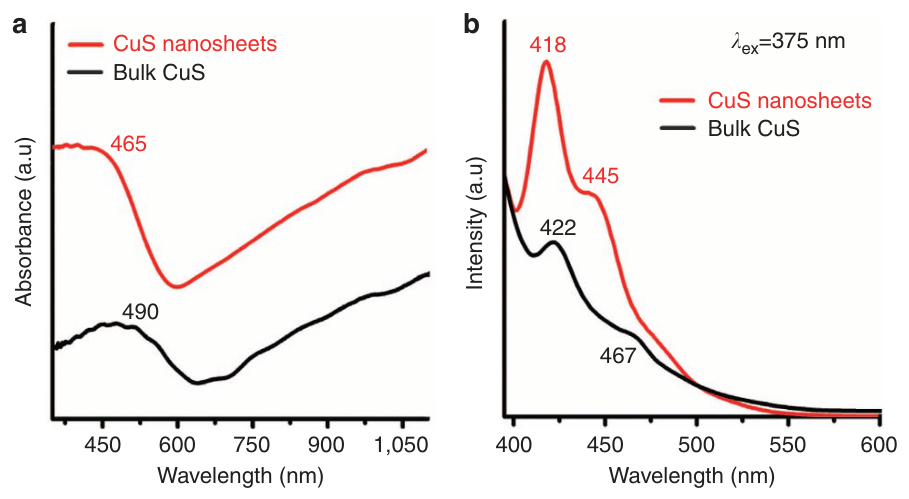 a
CuS nanosheets
Bulk CuS
465
490
Absorbance (a.u)
450 600 750 900 1,050
Wavelength (nm)
b
418
λex=375 nm
CuS nanosheets
Bulk CuS
445
422
467
Intensity (a.u)
400 450 500 550 600
Wavelength (nm)